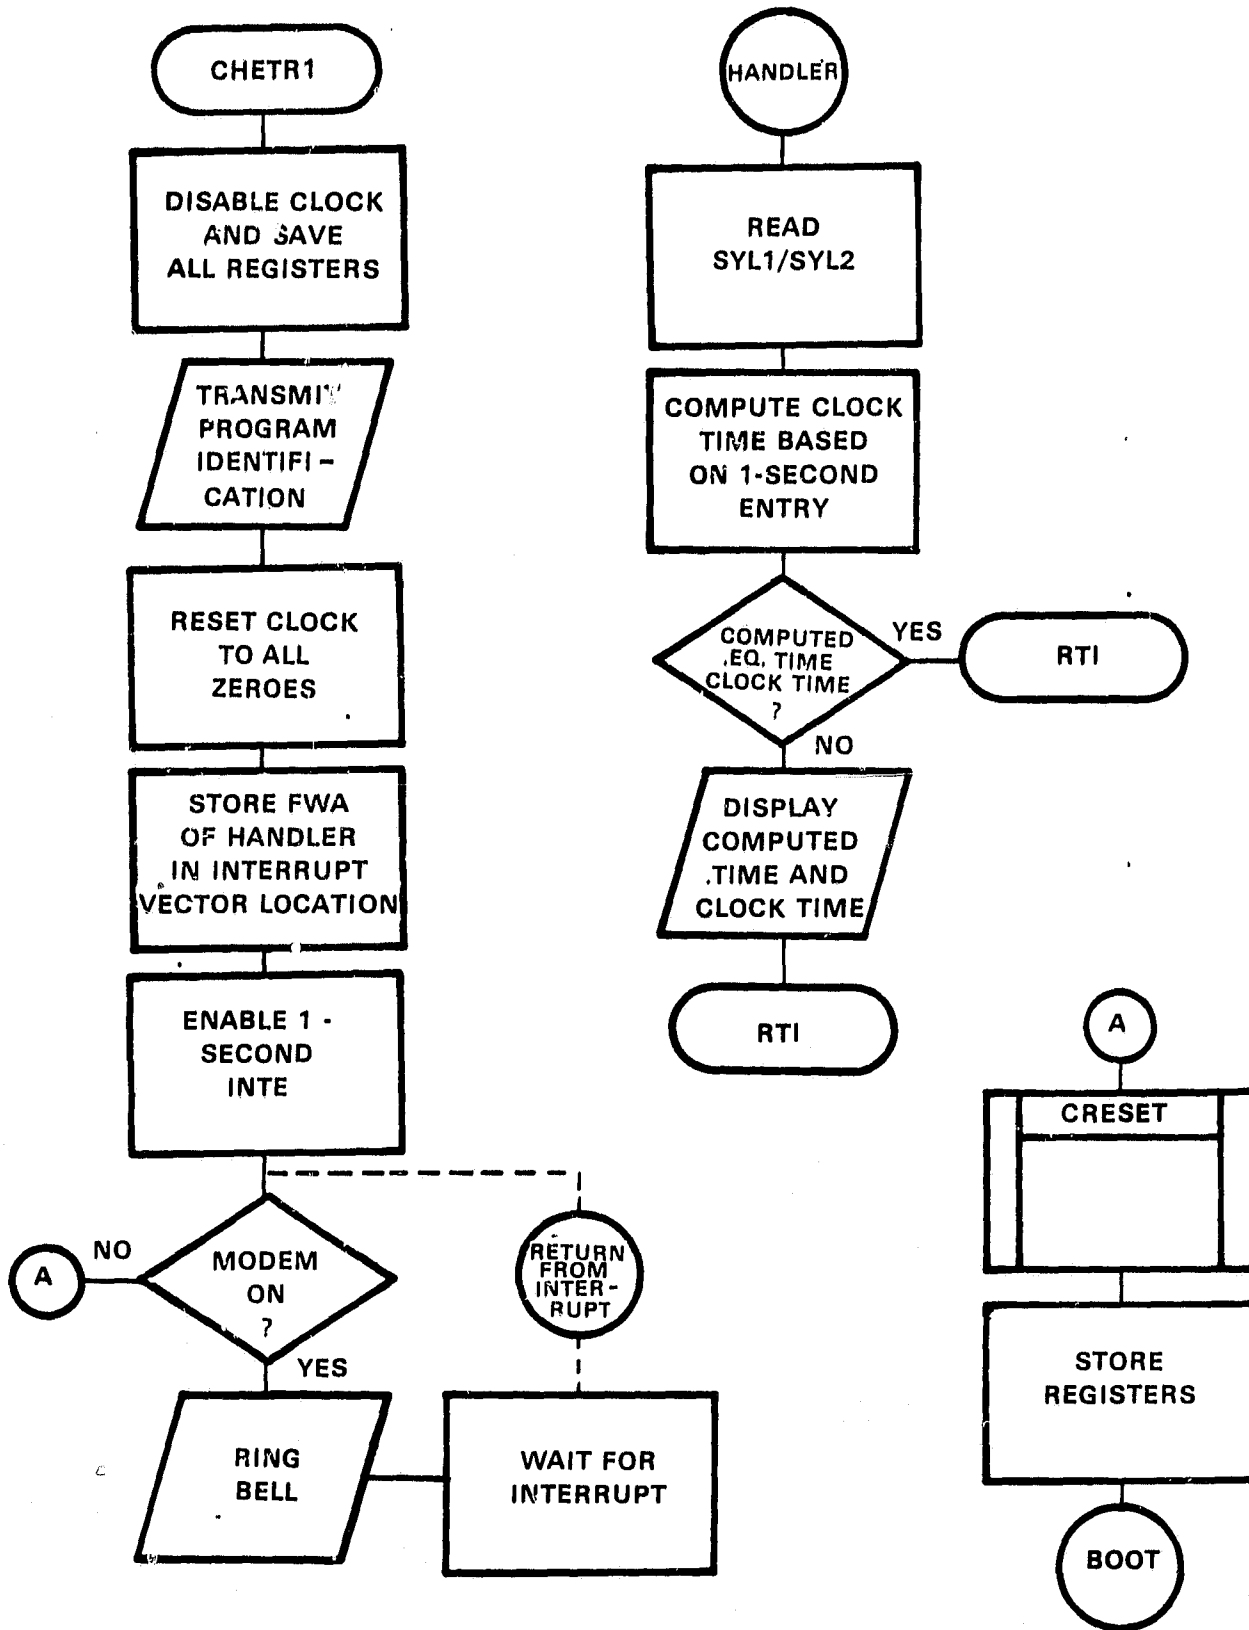 CHETR1
DISABLE CLOCK
AND SAVE
ALL REGISTERS
TRANSMIT
PROGRAM
IDENTIFI-
CATION
RESET CLOCK
TO ALL
ZEROES
STORE FWA
OF HANDLER
IN INTERRUPT
VECTOR LOCATION
ENABLE 1-
SECOND
INTE
MODEM
ON
?
NO
A
YES
RING
BELL
WAIT FOR
INTERRUPT
RETURN
FROM
INTER-
RUPT
HANDLER
READ
SYL1/SYL2
COMPUTE CLOCK
TIME BASED
ON 1-SECOND
ENTRY
COMPUTED
.EQ. TIME
CLOCK TIME
?
YES
RTI
NO
DISPLAY
COMPUTED
TIME AND
CLOCK TIME
RTI
A
CRESET
STORE
REGISTERS
BOOT